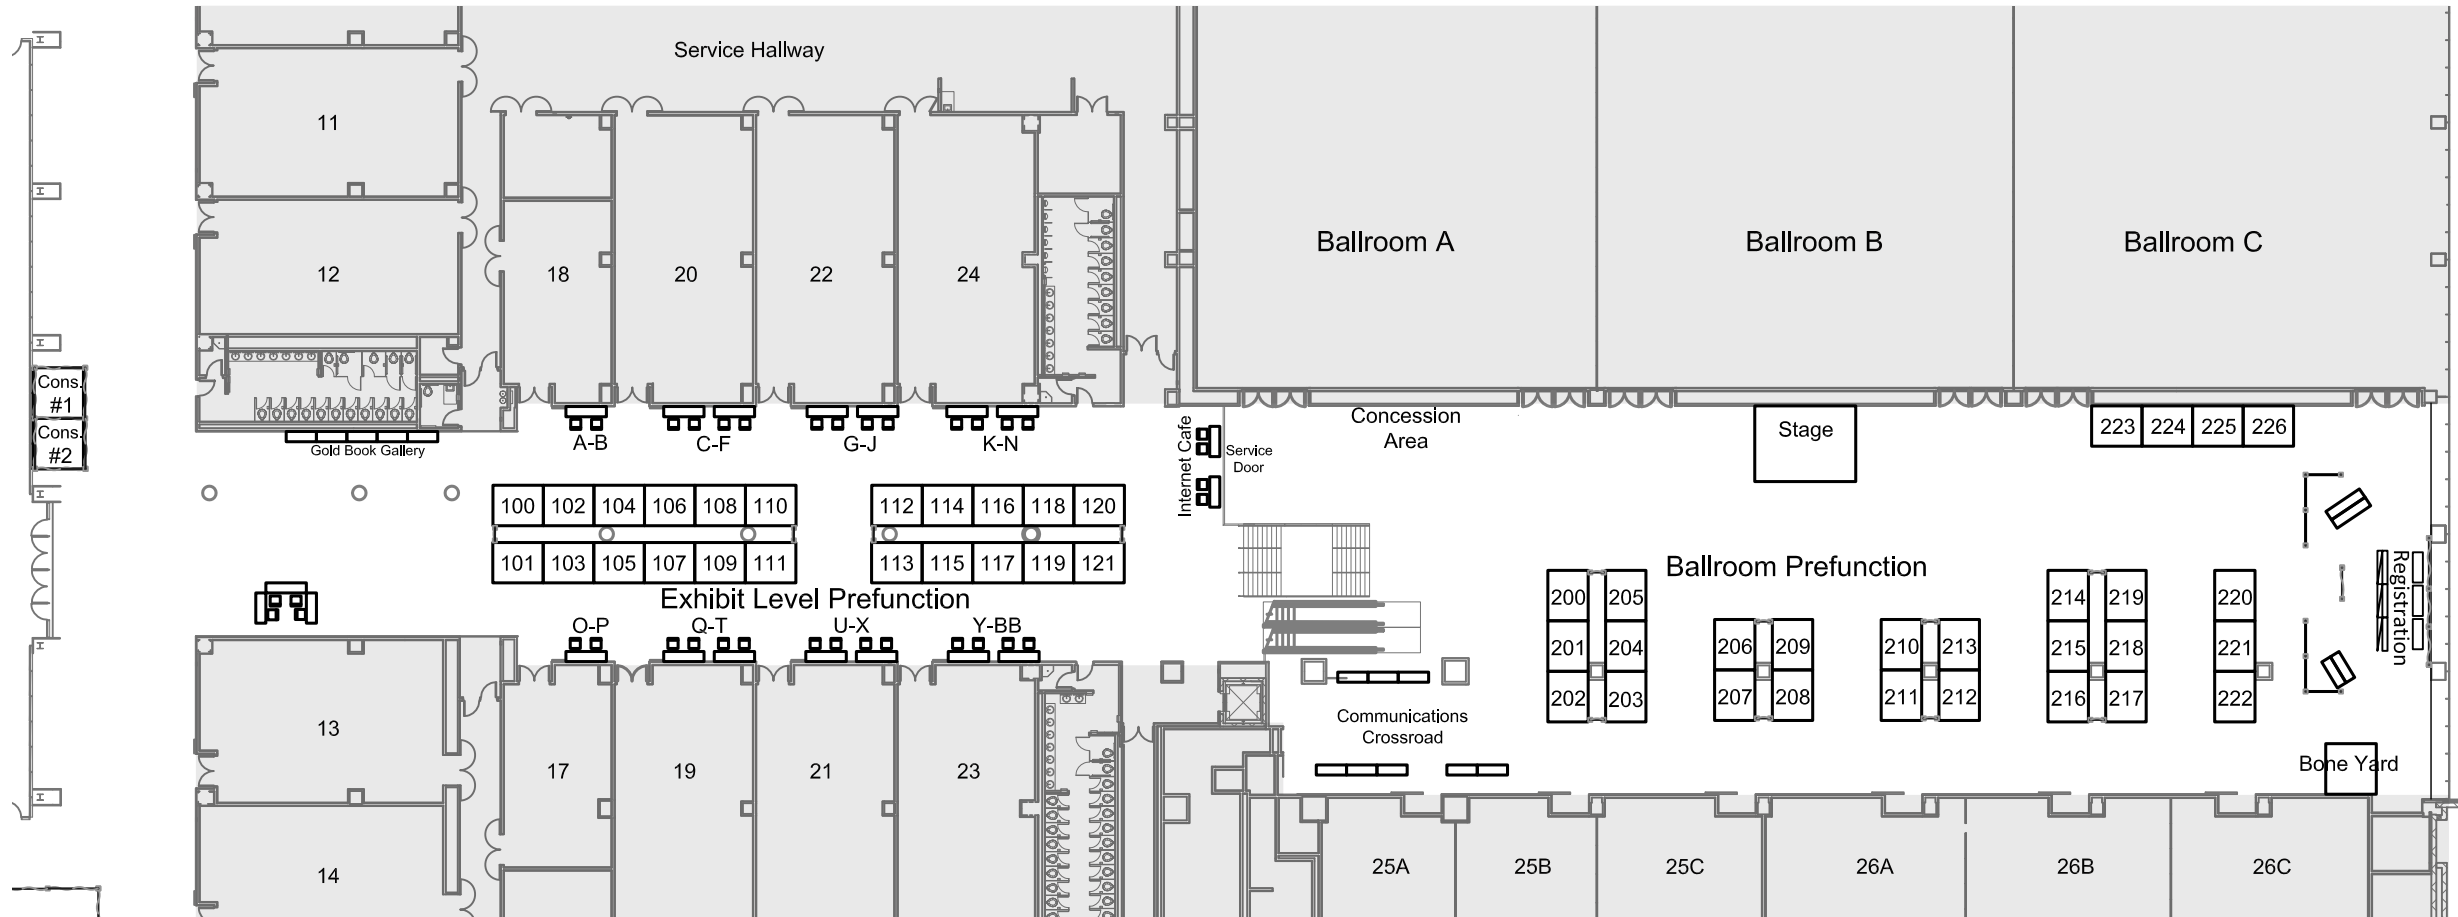 Service Hallway
11
12
18
20
22
24
Ballroom A
Ballroom B
Ballroom C
Cons.
#1
Cons.
#2
Gold Book Gallery
A-B
C-F
G-J
K-N
Internet Cafe
Service
Door
Concession
Area
Stage
223 224 225 226
100 102 104 106 108 110
112 114 116 118 120
101 103 105 107 109 111
113 115 117 119 121
Exhibit Level Prefunction
Ballroom Prefunction
O-P
Q-T
U-X
Y-BB
200 205
201 204
202 203
206 209
207 208
210 213
211 212
214 219
215 218
216 217
220
221
222
Registration
Communications
Crossroad
Bone Yard
13
14
17
19
21
23
25A
25B
25C
26A
26B
26C